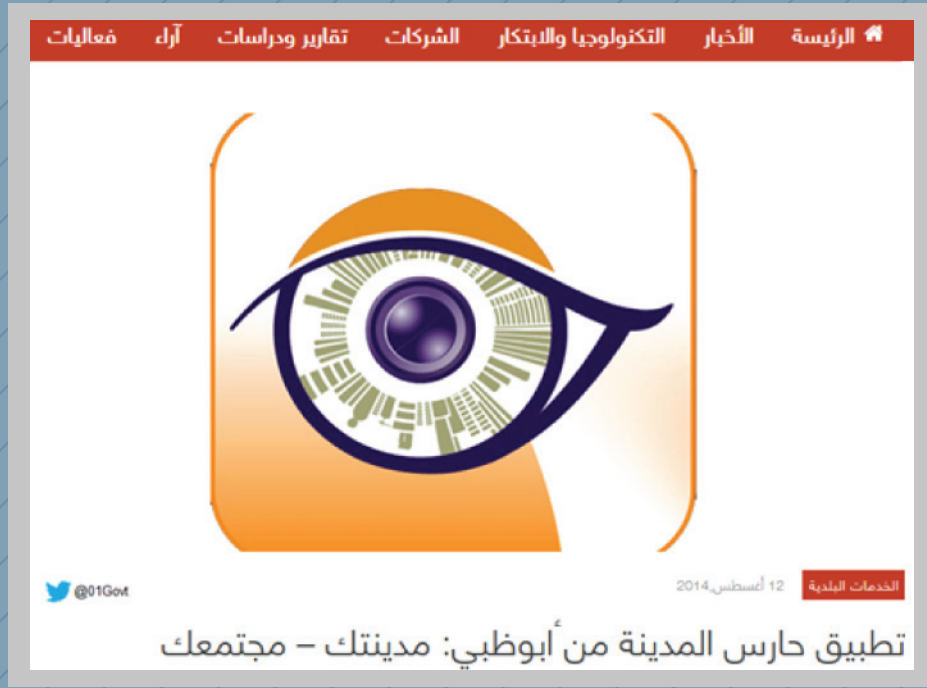 الرئيسة الأخبار التكنولوجيا والابتكار الشركات تقارير ودراسات آراء فعاليات
الخدمات البلدية 12 أغسطس,2014 @01Govt
تطبيق حارس المدينة من أبوظبي: مدينتك – مجتمعك